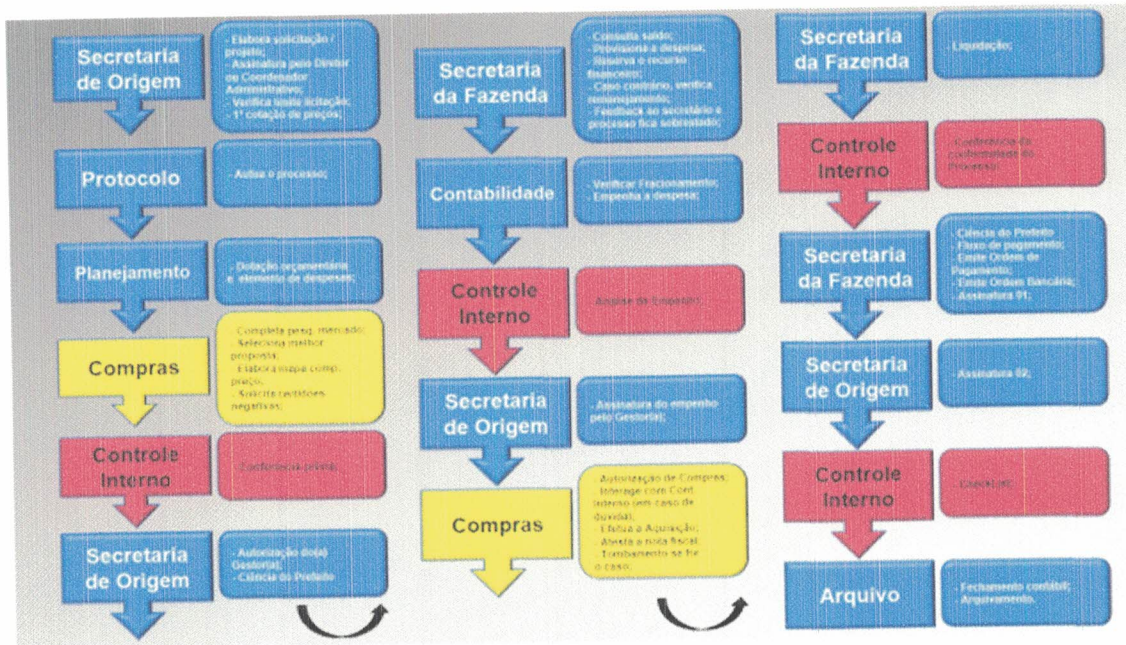 Secretaria
de Origem
- Elabora solicitação /
projeto;
- Assinatura pelo Diretor
ou Coordenador
Administrativo;
- Verifica limite licitação;
- 1ª cotação de preços;
Protocolo
- Autua o processo;
Planejamento
- Dotação orçamentária
e elemento de despesas;
Compras
- Completa pesq. mercado;
- Seleciona melhor
proposta;
- Elabora mapa comp.
preço.
- Solicita certidões
negativas;
Controle
Interno
Conferência prévia;
Secretaria
de Origem
- Autorização do(a)
Gestor(a);
- Ciência do Prefeito
Secretaria
da Fazenda
- Consulta saldo;
- Provisiona a despesa;
- Reserva o recurso
financeiro;
- Caso contrário, verifica
remanejamento;
- Feedback ao secretário e
processo fica sobrestado;
Contabilidade
- Verificar Fracionamento;
- Empenha a despesa;
Controle
Interno
Análise do Empenho;
Secretaria
de Origem
- Assinatura do empenho
pelo Gestor(a);
Compras
- Autorização de Compras;
- Interage com Cont.
Interno (em caso de
dúvida);
- Efetua a Aquisição;
- Atesta a nota fiscal
- Tombamento se for
o caso;
Secretaria
da Fazenda
- Liquidação;
Controle
Interno
- Conferência da
conformidade do
Processo;
Secretaria
da Fazenda
- Ciência do Prefeito
- Fluxo de pagamento;
- Emite Ordem de
Pagamento;
- Emite Ordem Bancária;
- Assinatura 01;
Secretaria
de Origem
- Assinatura 02;
Controle
Interno
- Checklist;
Arquivo
- Fechamento contábil;
- Arquivamento.